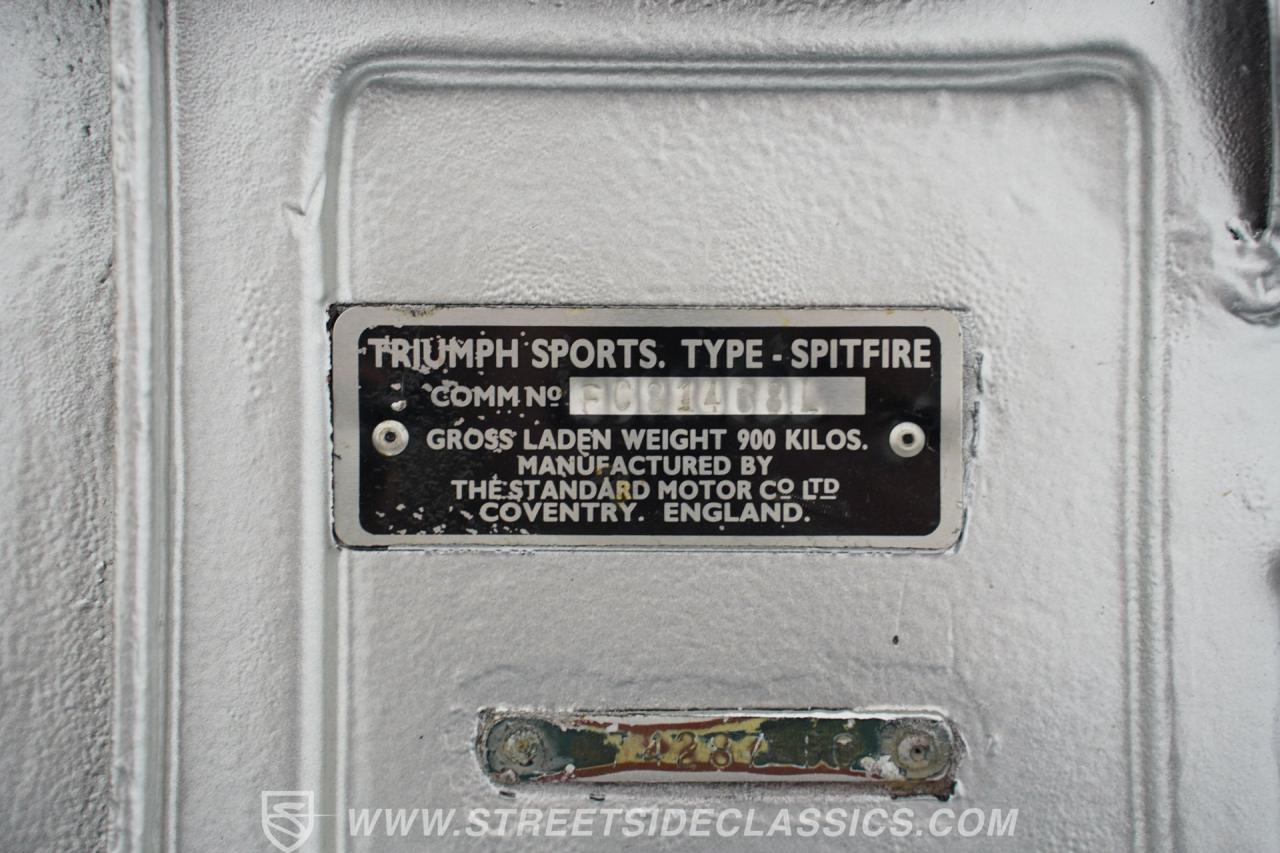 TRIUMPH SPORTS. TYPE - SPITFIRE
COMM Nº
GROSS LADEN WEIGHT 900 KILOS.
MANUFACTURED BY
THE STANDARD MOTOR Cº LTD
COVENTRY. ENGLAND.
WWW.STREETSIDECLASSICS.COM